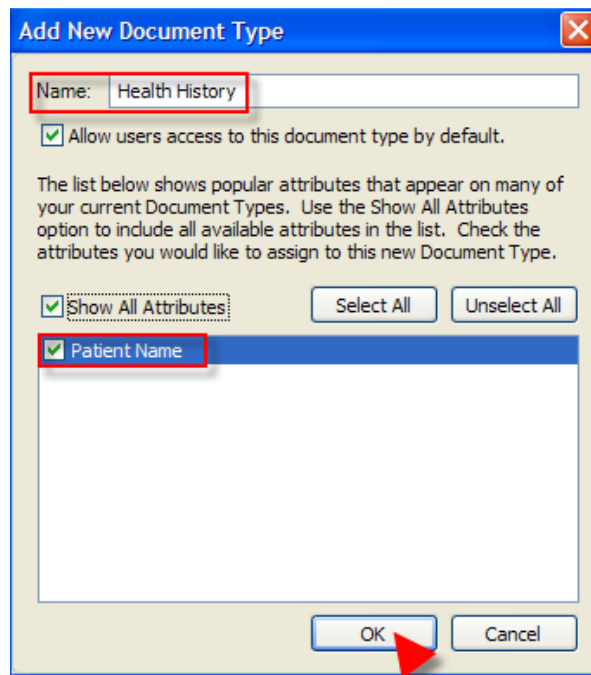 Add New Document Type
Name: Health History
Allow users access to this document type by default.
The list below shows popular attributes that appear on many of
your current Document Types. Use the Show All Attributes
option to include all available attributes in the list. Check the
attributes you would like to assign to this new Document Type.
Show All Attributes Select All Unselect All
Patient Name
OK Cancel